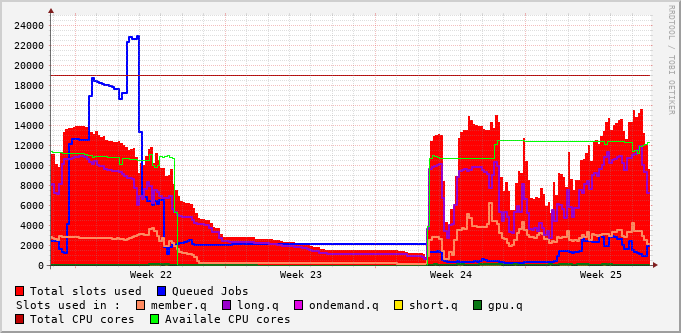 RRDTOOL / TOBI OETIKER
24000
22000
20000
18000
16000
14000
12000
10000
8000
6000
4000
2000
0
Week 22 Week 23 Week 24 Week 25
Total slots used Queued Jobs
Slots used in : member.q long.q ondemand.q short.q gpu.q
Total CPU cores Availale CPU cores